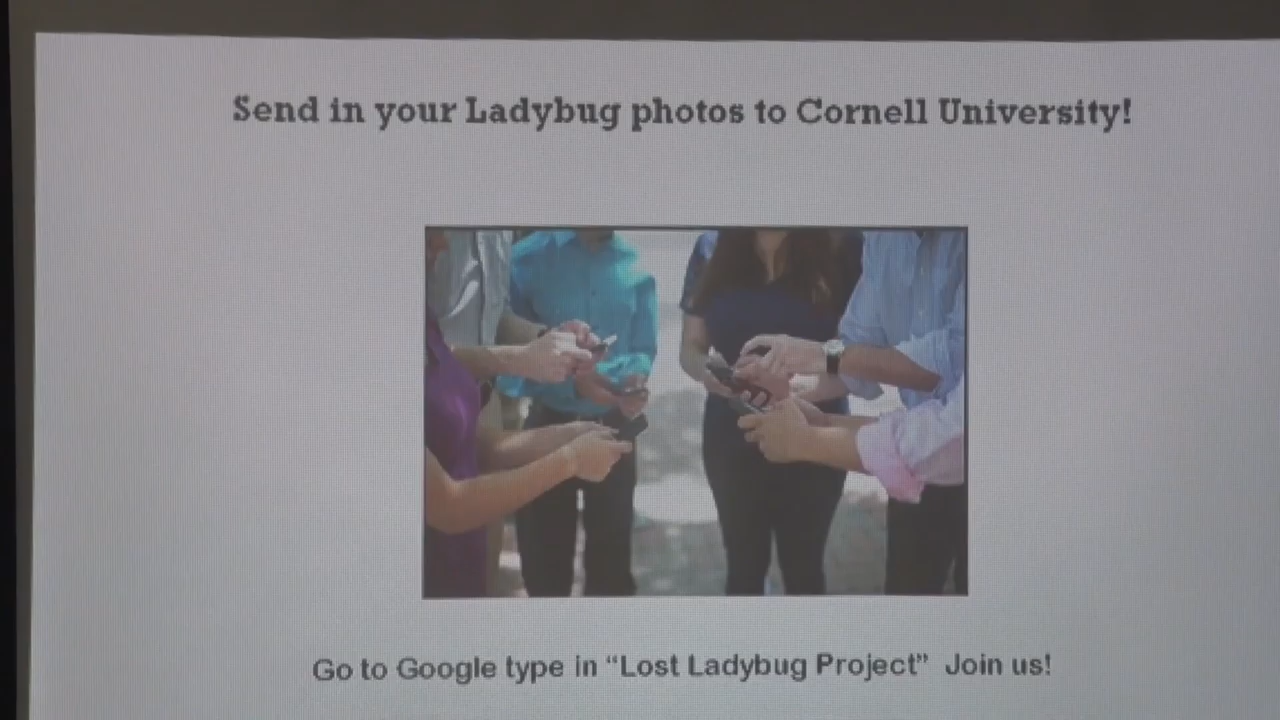 Send in your Ladybug photos to Cornell University!
Go to Google type in “Lost Ladybug Project” Join us!